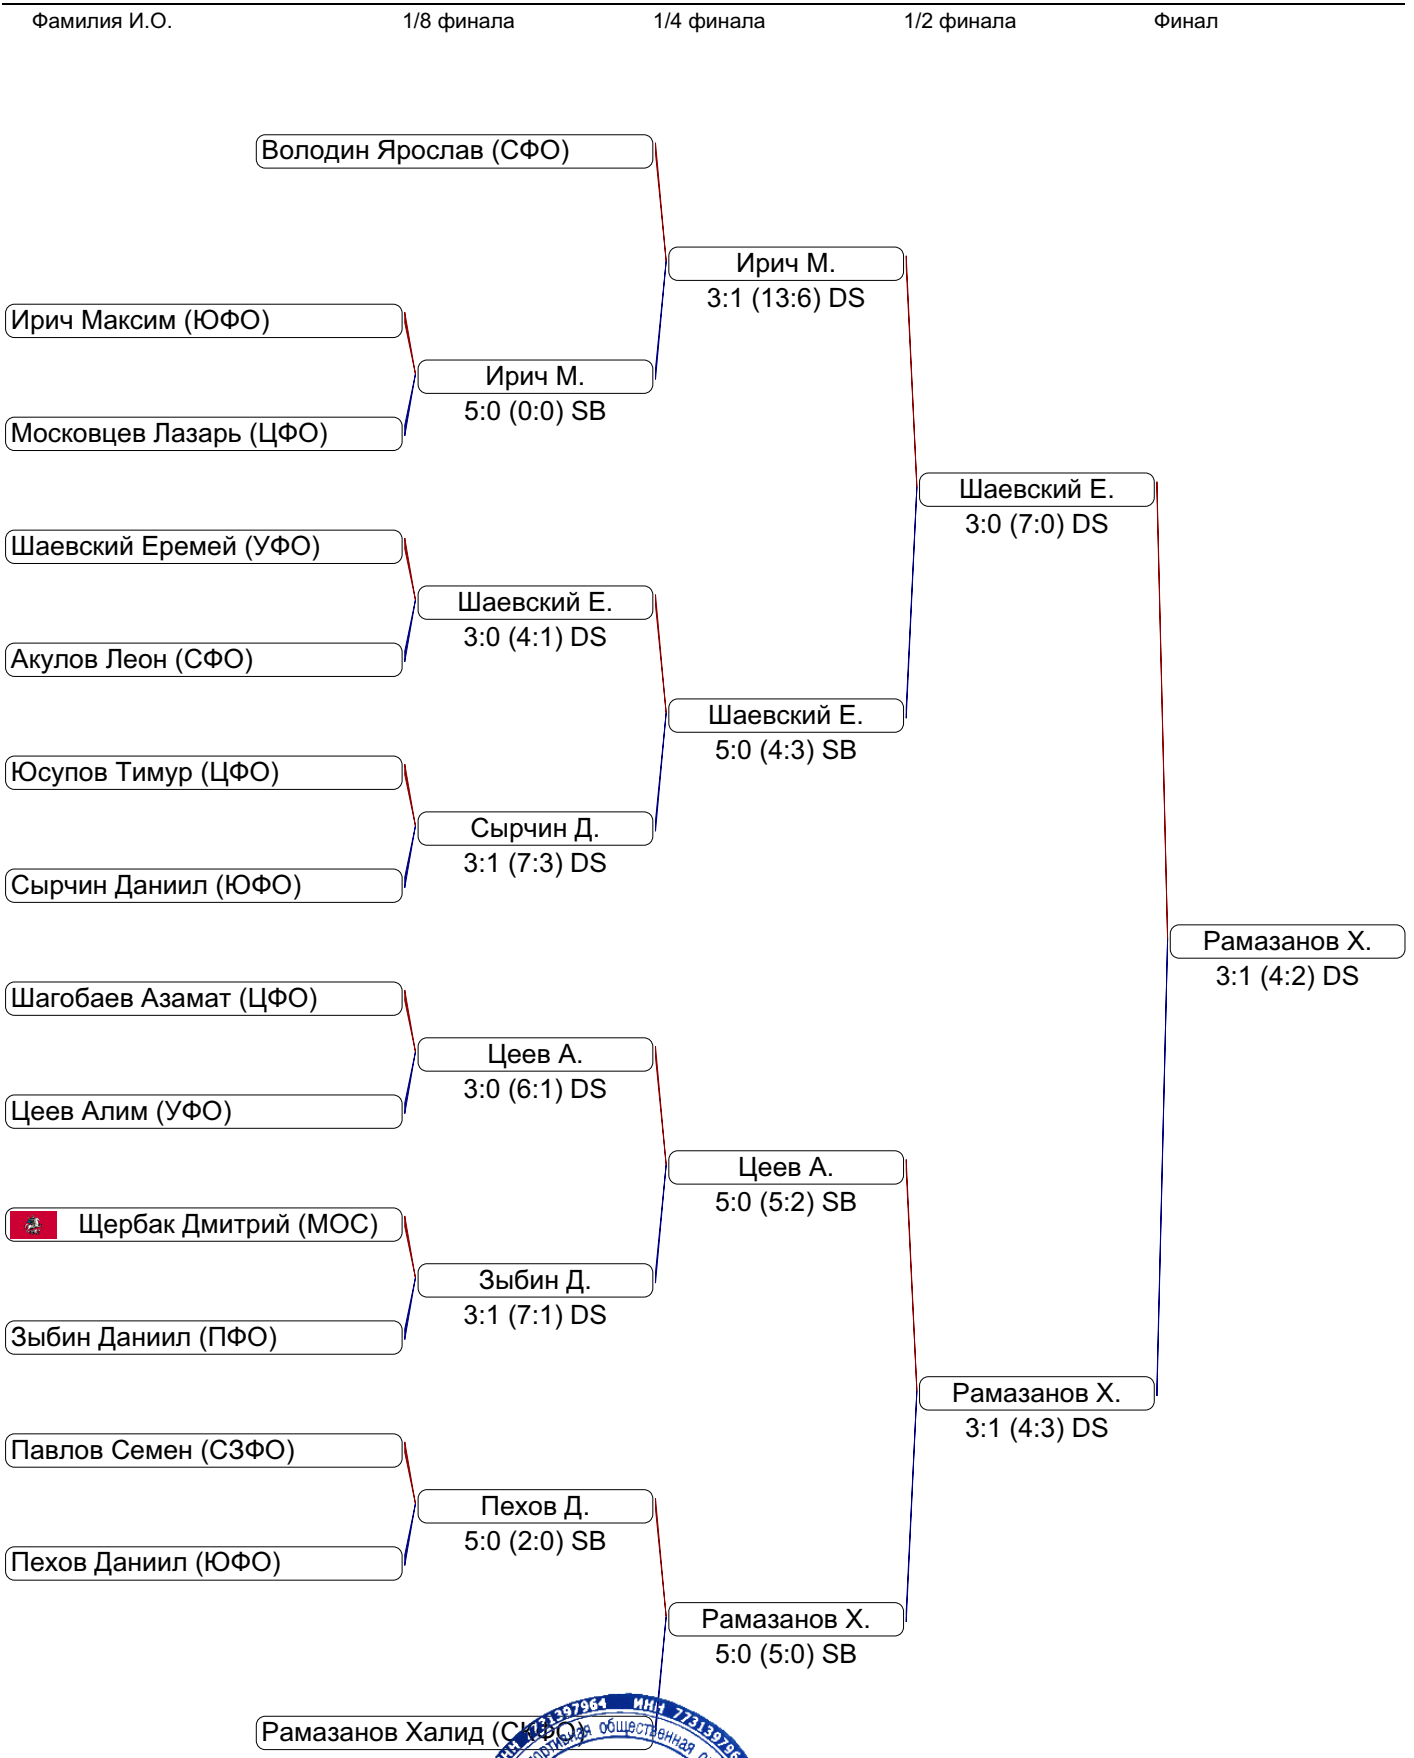 Фамилия И.О. 1/8 финала 1/4 финала 1/2 финала Финал
Володин Ярослав (СФО)
Ирич М.
3:1 (13:6) DS
Ирич Максим (ЮФО)
Ирич М.
5:0 (0:0) SB
Московцев Лазарь (ЦФО)
Шаевский Е.
3:0 (7:0) DS
Шаевский Еремей (УФО)
Шаевский Е.
3:0 (4:1) DS
Акулов Леон (СФО)
Шаевский Е.
5:0 (4:3) SB
Юсупов Тимур (ЦФО)
Сырчин Д.
3:1 (7:3) DS
Сырчин Даниил (ЮФО)
Рамазанов Х.
3:1 (4:2) DS
Шагобаев Азамат (ЦФО)
Цеев А.
3:0 (6:1) DS
Цеев Алим (УФО)
Цеев А.
5:0 (5:2) SB
Щербак Дмитрий (МОС)
Зыбин Д.
3:1 (7:1) DS
Зыбин Даниил (ПФО)
Рамазанов Х.
3:1 (4:3) DS
Павлов Семен (СЗФО)
Пехов Д.
5:0 (2:0) SB
Пехов Даниил (ЮФО)
Рамазанов Х.
5:0 (5:0) SB
Рамазанов Халид (СКФО)
ИНН
общественная